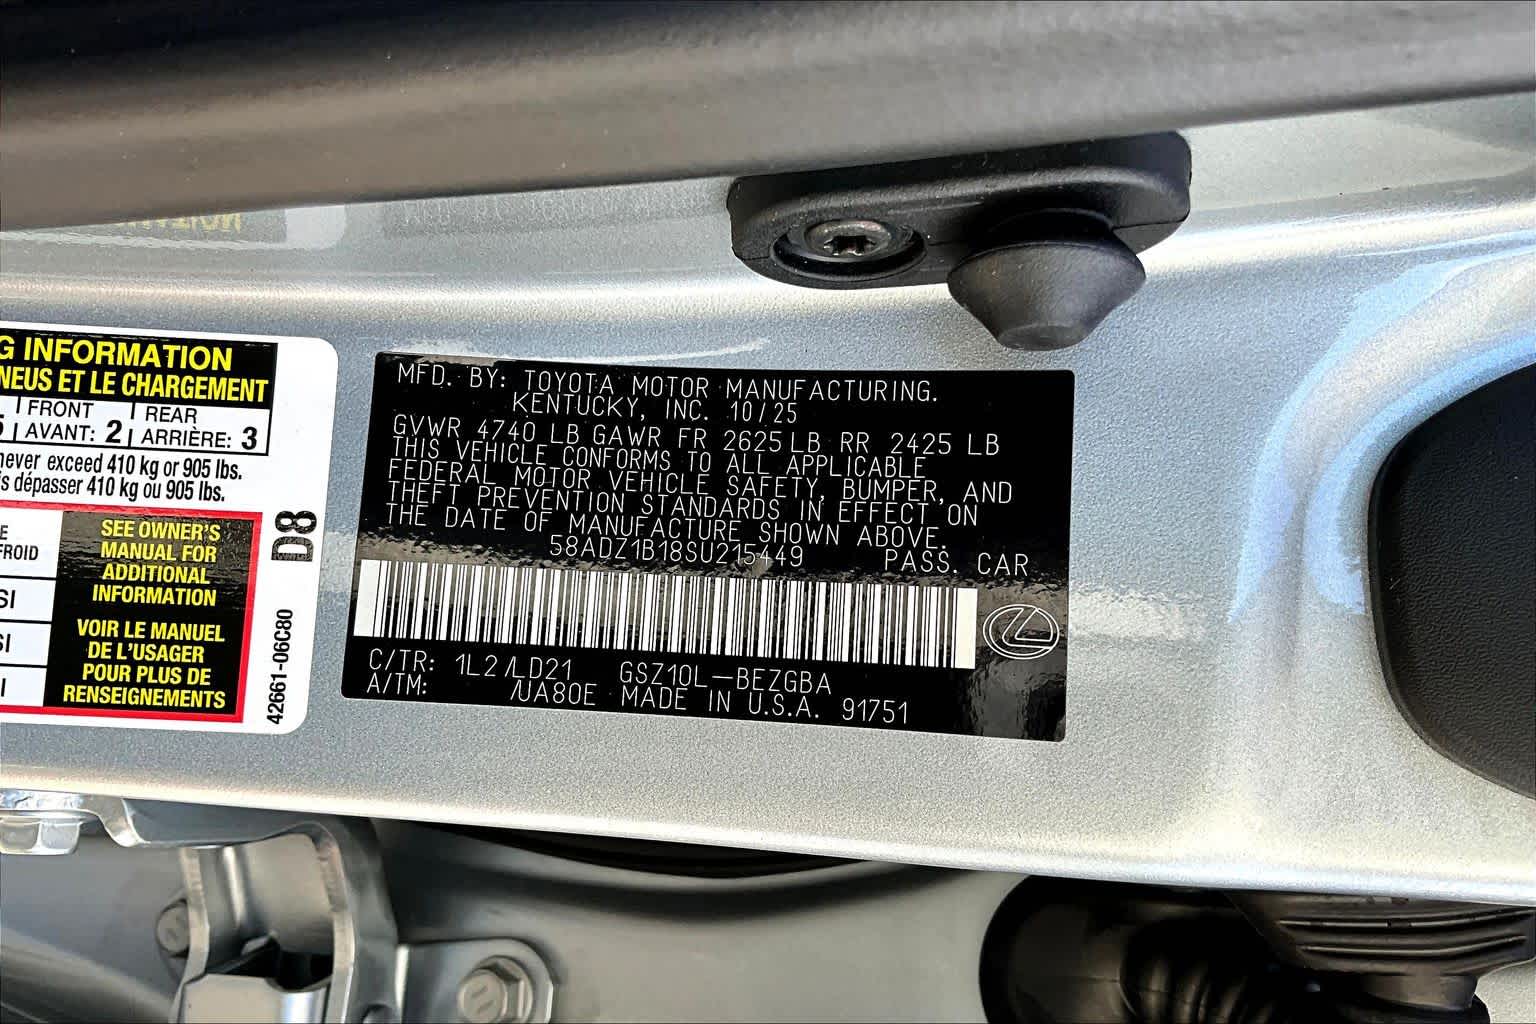 G INFORMATION
NEUS ET LE CHARGEMENT
FRONT REAR
AVANT: 2 ARRIÈRE: 3
never exceed 410 kg or 905 lbs.
s dépasser 410 kg ou 905 lbs.
FROID
SEE OWNER'S
MANUAL FOR
ADDITIONAL
INFORMATION
VOIR LE MANUEL
DE L'USAGER
POUR PLUS DE
RENSEIGNEMENTS
D8
42661-06C80
MFD. BY: TOYOTA MOTOR MANUFACTURING.
KENTUCKY, INC. 10/25
GVWR 4740 LB GAWR FR 2625 LB RR 2425 LB
THIS VEHICLE CONFORMS TO ALL APPLICABLE
FEDERAL MOTOR VEHICLE SAFETY, BUMPER, AND
THEFT PREVENTION STANDARDS IN EFFECT ON
THE DATE OF MANUFACTURE SHOWN ABOVE.
58ADZ1B18SU215449 PASS. CAR
C/TR: 1L2 /LD21 GSZ10L-BEZGBA
A/TM: /UA80E MADE IN U.S.A. 91751